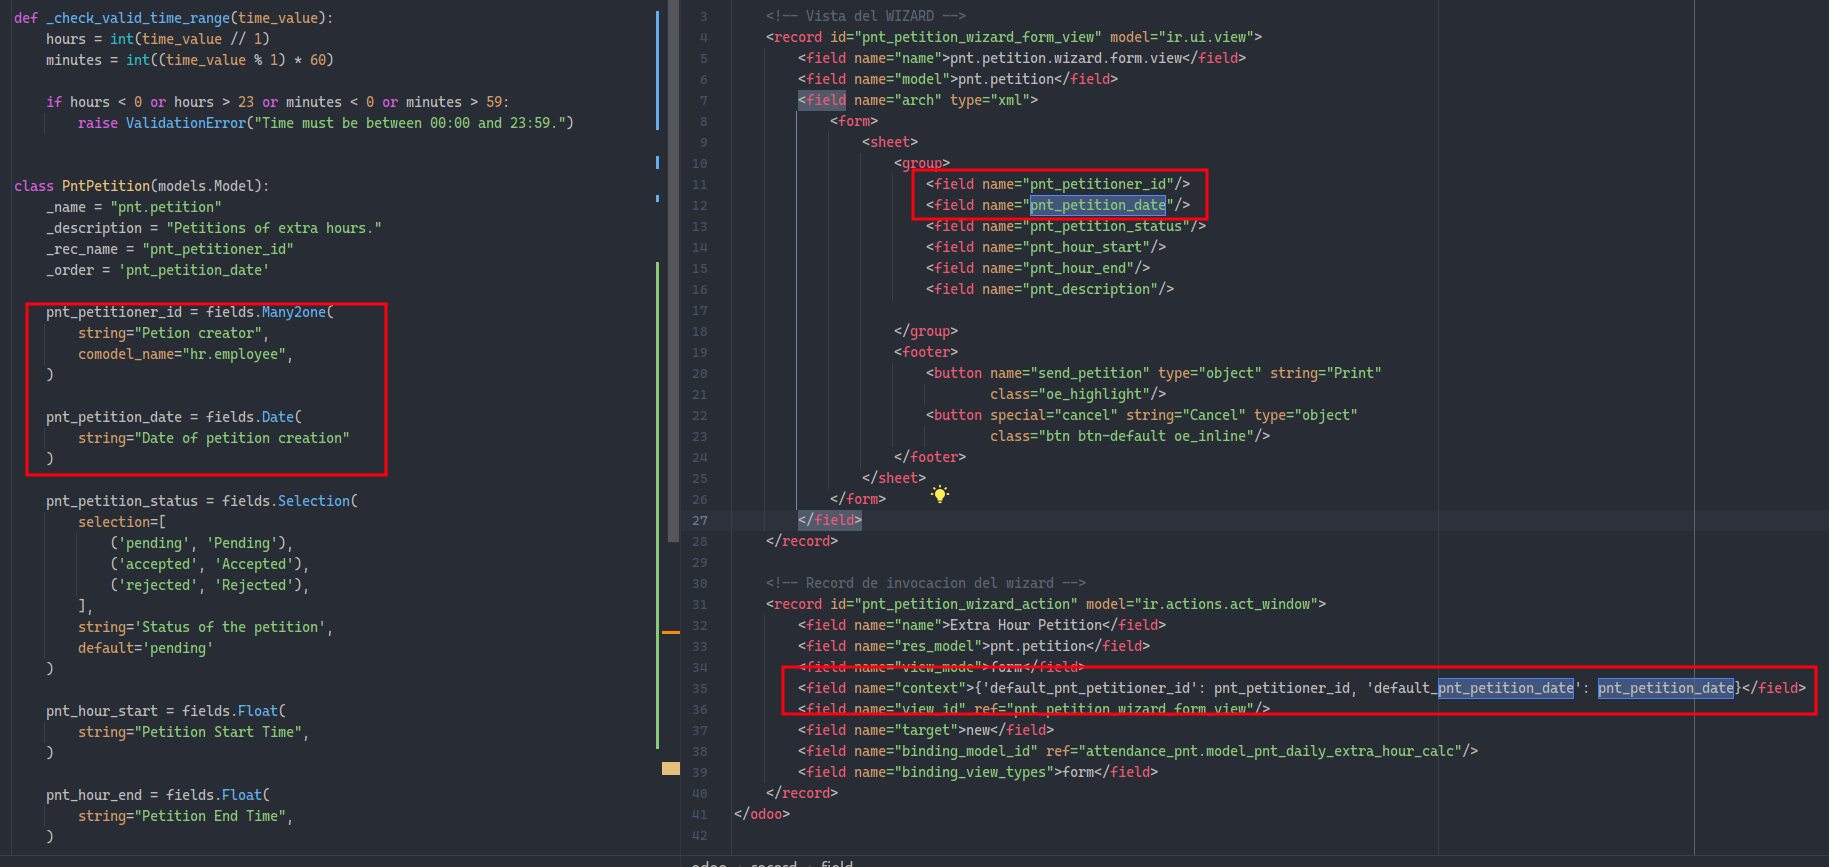 def _check_valid_time_range(time_value):
    hours = int(time_value // 1)
    minutes = int((time_value % 1) * 60)
    if hours < 0 or hours > 23 or minutes < 0 or minutes > 59:
        raise ValidationError("Time must be between 00:00 and 23:59.")
class PntPetition(models.Model):
    _name = "pnt.petition"
    _description = "Petitions of extra hours."
    _rec_name = "pnt_petitioner_id"
    _order = 'pnt_petition_date'
    pnt_petitioner_id = fields.Many2one(
        string="Petion creator",
        comodel_name="hr.employee",
    )
    pnt_petition_date = fields.Date(
        string="Date of petition creation"
    )
    pnt_petition_status = fields.Selection(
        selection=[
            ('pending', 'Pending'),
            ('accepted', 'Accepted'),
            ('rejected', 'Rejected'),
        ],
        string='Status of the petition',
        default='pending'
    )
    pnt_hour_start = fields.Float(
        string="Petition Start Time",
    )
    pnt_hour_end = fields.Float(
        string="Petition End Time",
    )
3     <!-- Vista del WIZARD -->
4     <record id="pnt_petition_wizard_form_view" model="ir.ui.view">
5         <field name="name">pnt.petition.wizard.form.view</field>
6         <field name="model">pnt.petition</field>
7         <field name="arch" type="xml">
8             <form>
9                 <sheet>
10                     <group>
11                         <field name="pnt_petitioner_id"/>
12                         <field name="pnt_petition_date"/>
13                         <field name="pnt_petition_status"/>
14                         <field name="pnt_hour_start"/>
15                         <field name="pnt_hour_end"/>
16                         <field name="pnt_description"/>
17
18                     </group>
19                     <footer>
20                         <button name="send_petition" type="object" string="Print"
21                                 class="oe_highlight"/>
22                         <button special="cancel" string="Cancel" type="object"
23                                 class="btn btn-default oe_inline"/>
24                     </footer>
25                 </sheet>
26             </form>
27         </field>
28     </record>
29
30     <!-- Record de invocacion del wizard -->
31     <record id="pnt_petition_wizard_action" model="ir.actions.act_window">
32         <field name="name">Extra Hour Petition</field>
33         <field name="res_model">pnt.petition</field>
34         <field name="view_mode">form</field>
35         <field name="context">{'default_pnt_petitioner_id': pnt_petitioner_id, 'default_pnt_petition_date': pnt_petition_date}</field>
36         <field name="view_id" ref="pnt_petition_wizard_form_view"/>
37         <field name="target">new</field>
38         <field name="binding_model_id" ref="attendance_pnt.model_pnt_daily_extra_hour_calc"/>
39         <field name="binding_view_types">form</field>
40     </record>
41 </odoo>
42
odoo record field